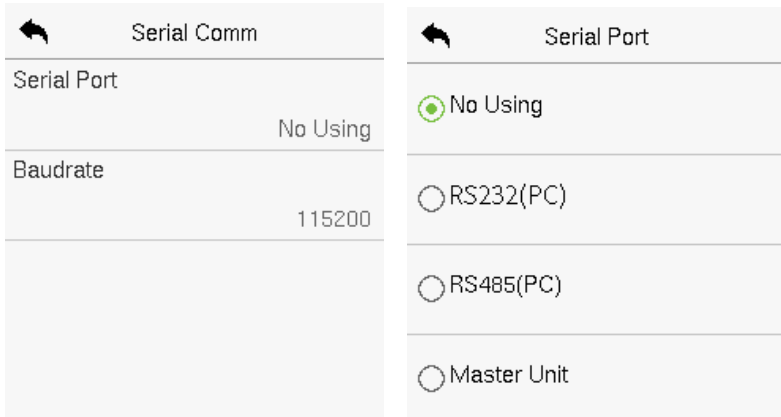 Serial Comm
Serial Port
No Using
Baudrate
115200
Serial Port
No Using
RS232(PC)
RS485(PC)
Master Unit